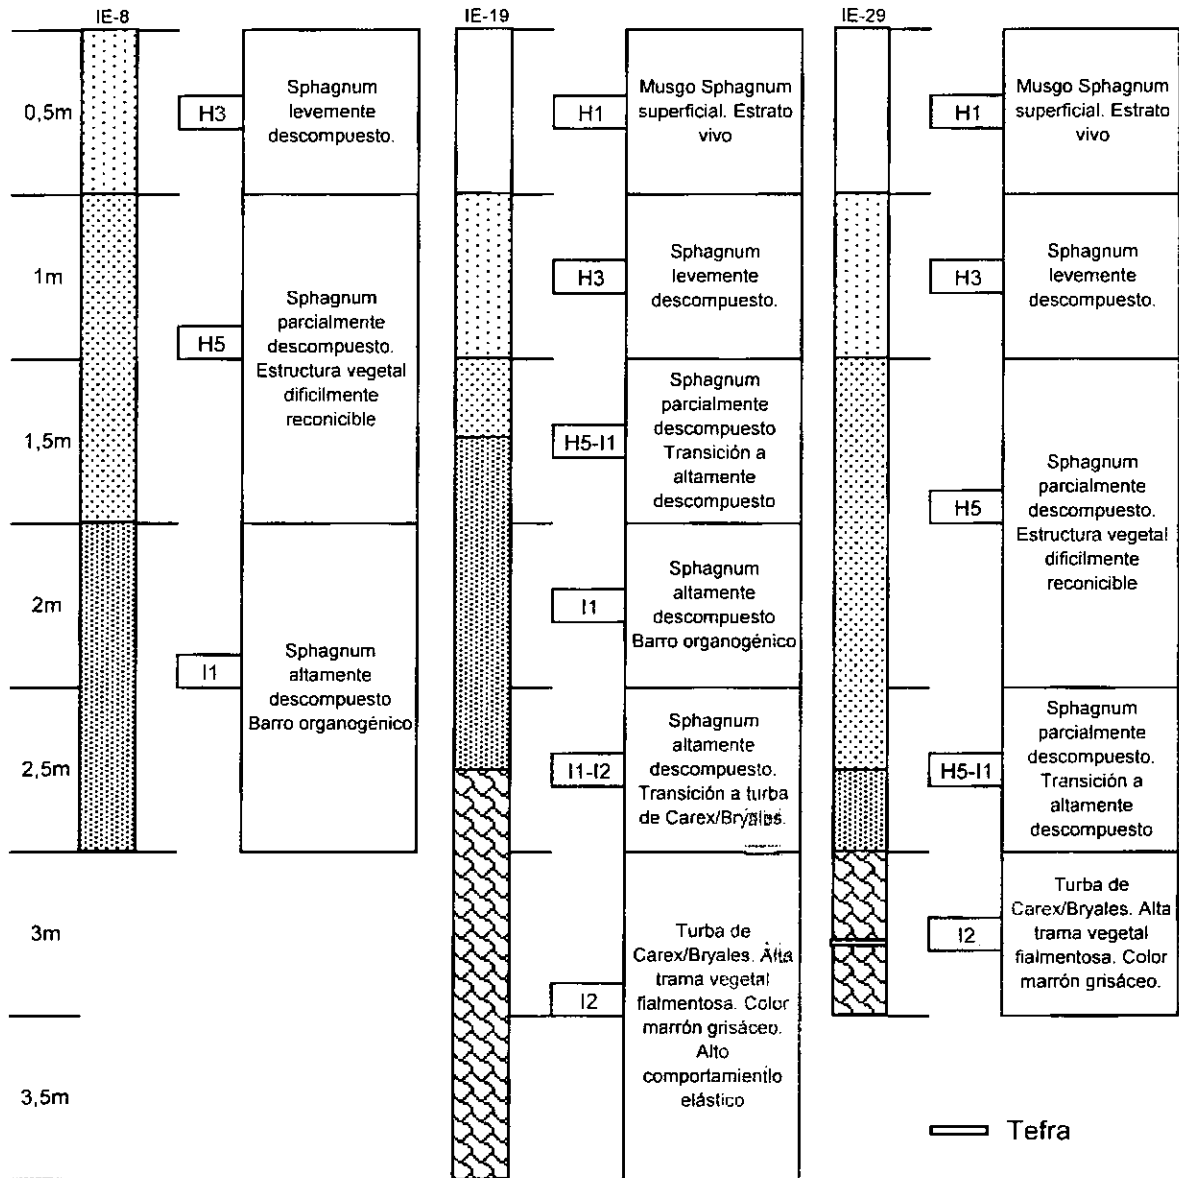 IE-8
IE-19
IE-29
0,5m
1m
1,5m
2m
2,5m
3m
3,5m
H3
Sphagnum
levemente
descompuesto.
H5
Sphagnum
parcialmente
descompuesto.
Estructura vegetal
dificilmente
reconicible
I1
Sphagnum
altamente
descompuesto
Barro organogénico
H1
Musgo Sphagnum
superficial. Estrato
vivo
H3
Sphagnum
levemente
descompuesto.
H5-I1
Sphagnum
parcialmente
descompuesto
Transición a
altamente
descompuesto
I1
Sphagnum
altamente
descompuesto
Barro organogénico
I1-I2
Sphagnum
altamente
descompuesto.
Transición a turba
de Carex/Bryales.
I2
Turba de
Carex/Bryales. Alta
trama vegetal
fialmentosa. Color
marrón grisáceo.
Alto
comportamientlo
elástico
H1
Musgo Sphagnum
superficial. Estrato
vivo
H3
Sphagnum
levemente
descompuesto.
H5
Sphagnum
parcialmente
descompuesto.
Estructura vegetal
dificilmente
reconicible
H5-I1
Sphagnum
parcialmente
descompuesto.
Transición a
altamente
descompuesto
I2
Turba de
Carex/Bryales. Alta
trama vegetal
fialmentosa. Color
marrón grisáceo.
Tefra